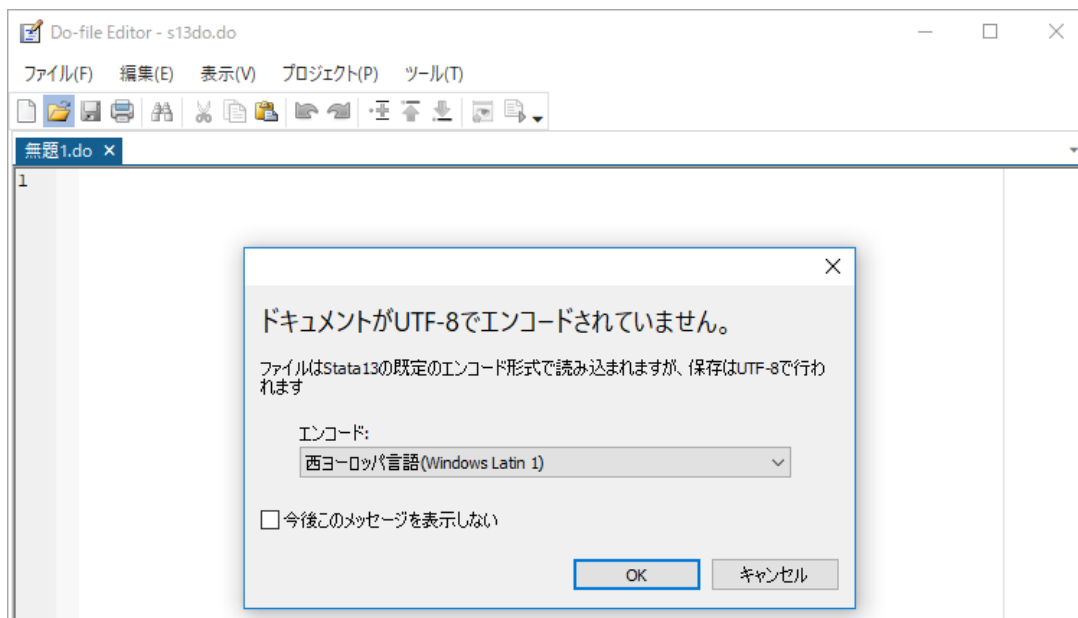 Do-file Editor - s13do.do
ファイル(F) 編集(E) 表示(V) プロジェクト(P) ツール(T)
無題1.do
1
ドキュメントがUTF-8でエンコードされていません。
ファイルはStata13の既定のエンコード形式で読み込まれますが、保存はUTF-8で行わ
れます
エンコード:
西ヨーロッパ言語(Windows Latin 1)
今後このメッセージを表示しない
OK キャンセル